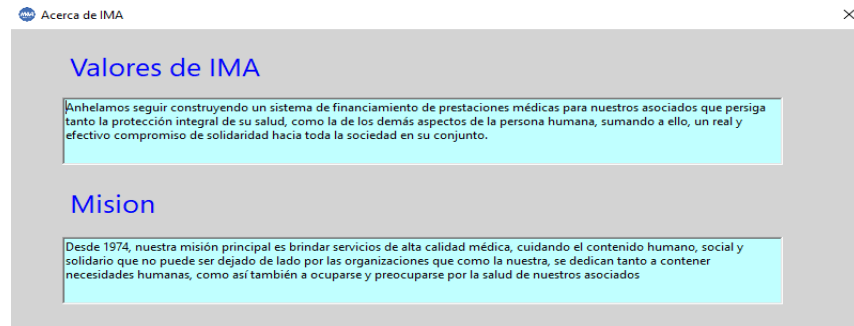 Acerca de IMA
Valores de IMA
Anhelamos seguir construyendo un sistema de financiamiento de prestaciones médicas para nuestros asociados que persiga
tanto la protección integral de su salud, como la de los demás aspectos de la persona humana, sumando a ello, un real y
efectivo compromiso de solidaridad hacia toda la sociedad en su conjunto.
Mision
Desde 1974, nuestra misión principal es brindar servicios de alta calidad médica, cuidando el contenido humano, social y
solidario que no puede ser dejado de lado por las organizaciones que como la nuestra, se dedican tanto a contener
necesidades humanas, como así también a ocuparse y preocuparse por la salud de nuestros asociados